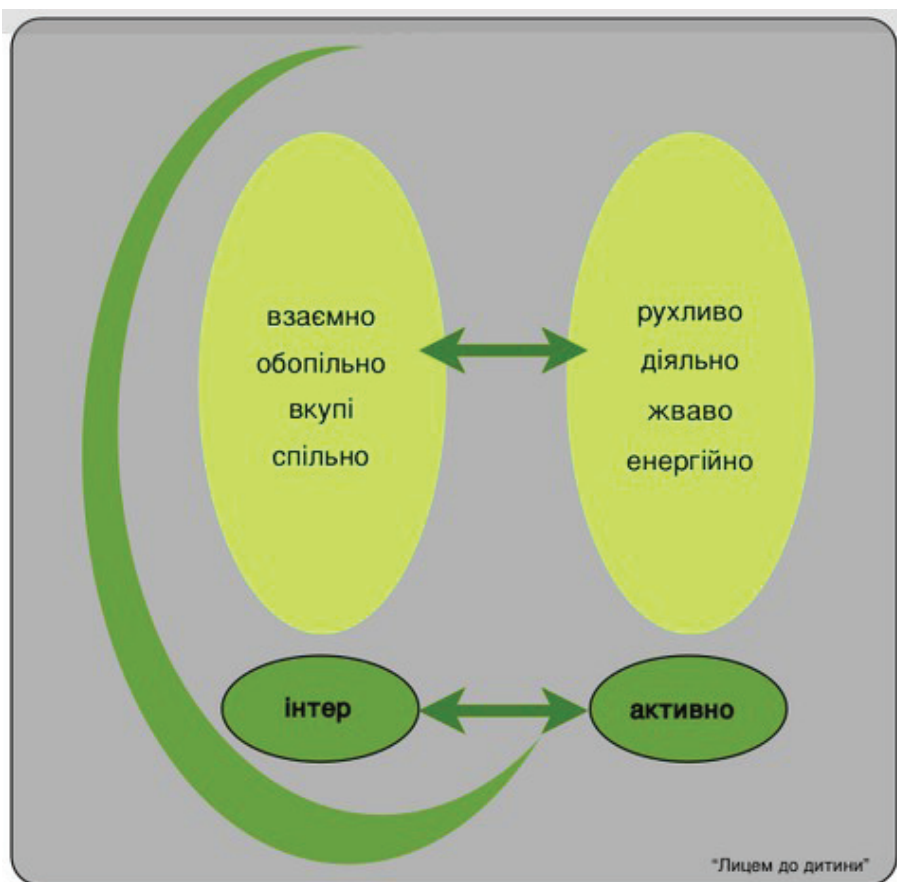 взаємно
обопільно
вкупі
спільно
рухливо
діяльно
жваво
енергійно
інтер
активно
"Лицем до дитини"